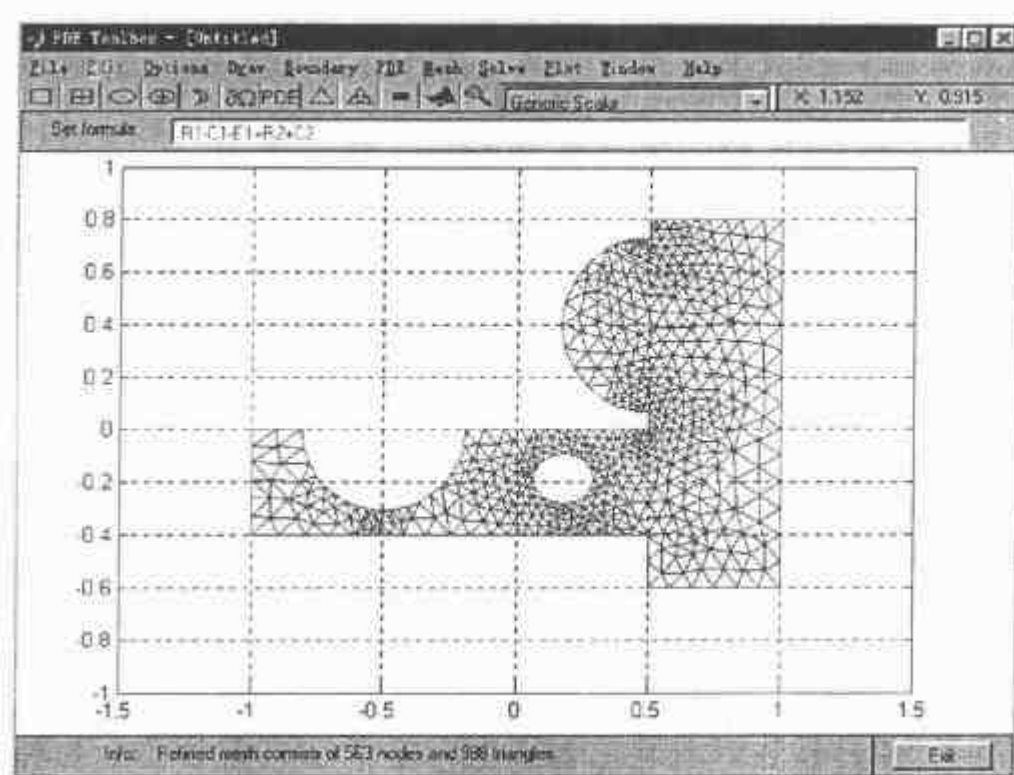 PDE Toolbox - [Untitled]
File Edit Options Draw Boundary PDE Mesh Solve Plot Window Help
PDE Generic Scalar X: 1.152 Y: 0.915
Set formula R1-C1-E1+R2+C2
1
0.8
0.6
0.4
0.2
0
-0.2
-0.4
-0.6
-0.8
-1
-1.5 -1 -0.5 0 0.5 1 1.5
Info: Refined mesh consists of nodes and triangles. Exit